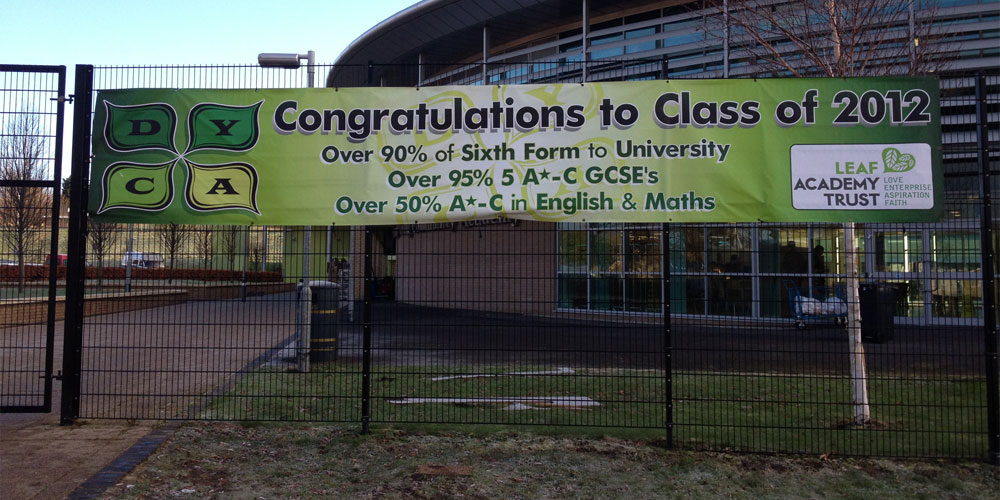 D Y
C A
Congratulations to Class of 2012
Over 90% of Sixth Form to University
Over 95% 5 A*-C GCSE's
Over 50% A*-C in English & Maths
LEAF
ACADEMY
TRUST
LOVE
ENTERPRISE
ASPIRATION
FAITH